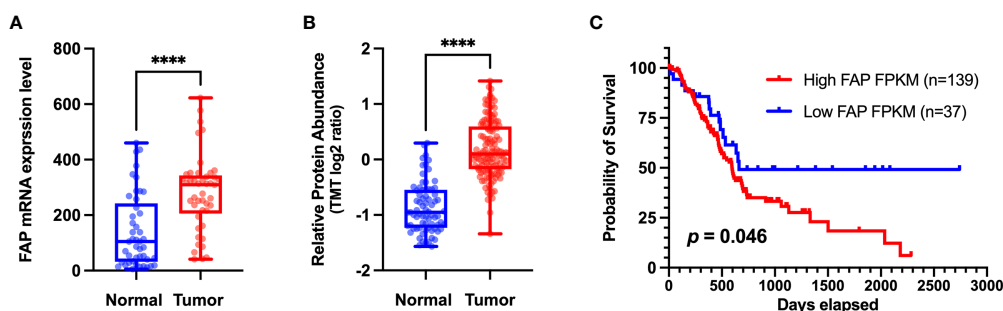 A
FAP mRNA exprssion level
800
600
400
200
0
****
Normal
Tumor
B
Relative Protein Abundance
(TMT log2 ratio)
2
1
0
-1
-2
****
Normal
Tumor
C
Probability of Survival
100
75
50
25
0
High FAP FPKM (n=139)
Low FAP FPKM (n=37)
p = 0.046
0
500
1000
1500
2000
2500
3000
Days elapsed